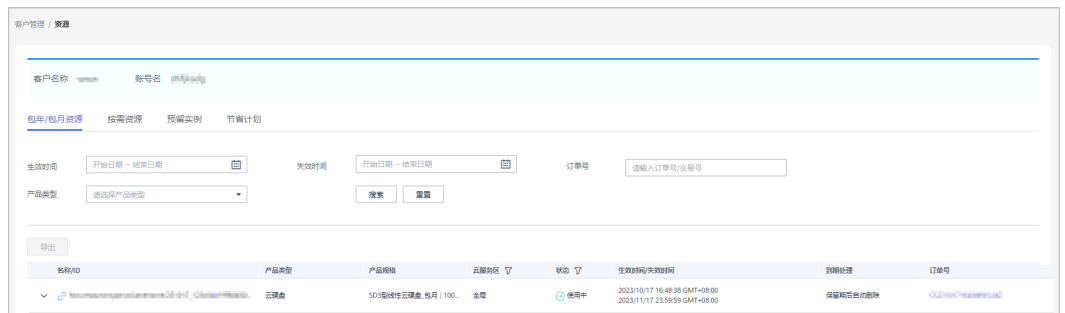 客户管理 / 资源
客户名称 账号名
包年/包月资源 按需资源 预留实例 节省计划
生效时间 开始日期 – 结束日期 失效时间 开始日期 – 结束日期 订单号 请输入订单号/交易号
产品类型 请选择产品类型 搜索 重置
导出
名称/ID 产品类型 产品规格 云服务区 状态 生效时间/失效时间 到期处理 订单号
云硬盘 SD3型线性云硬盘_包月 | 100... 全局 使用中 2023/10/17 16:48:38 GMT+08:00 保留期后自动删除
2023/11/17 23:59:59 GMT+08:00